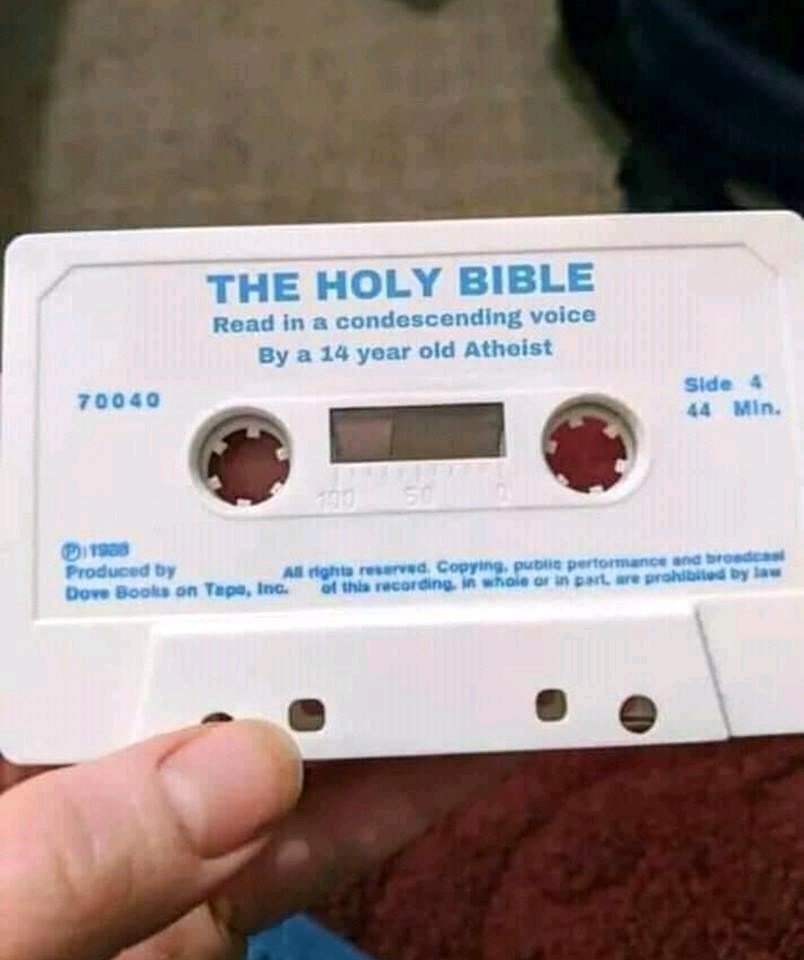 THE HOLY BIBLE
Read in a condescending voice
By a 14 year old Atheist
70040
Side 4
44 Min.
100 50 0
Ⓟ 1988
Produced by
Dove Books on Tape, Inc.
All rights reserved. Copying, public performance and broadcast
of this recording, in whole or in part, are prohibited by law